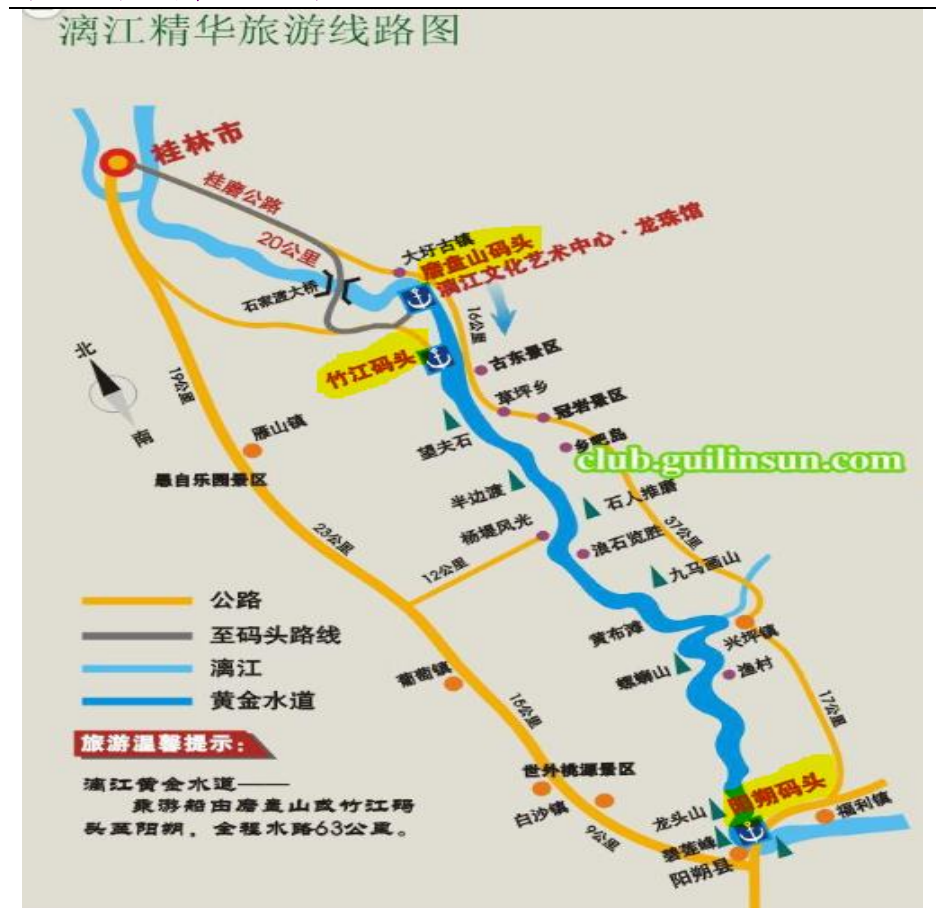 漓江精华旅游线路图
桂林市
桂磨公路
20公里
大圩古镇
磨盘山码头
漓江文化艺术中心·龙珠馆
石家渡大桥
16公里
竹江码头
古东景区
北
南
19公里
草坪乡
冠岩景区
望夫石
乡吧岛
雁山镇
club.guilinsun.com
愚自乐园景区
半边渡
石人推磨
杨堤风光
浪石览胜
37公里
23公里
12公里
九马画山
公路
至码头路线
漓江
黄金水道
黄布滩
兴坪镇
螺蛳山
渔村
葡萄镇
15公里
17公里
旅游温馨提示:
漓江黄金水道——
乘游船由磨盘山或竹江码
头至阳朔，全程水路63公里。
世外桃源景区
白沙镇
9公里
阳朔码头
龙头山
福利镇
碧莲峰
阳朔县